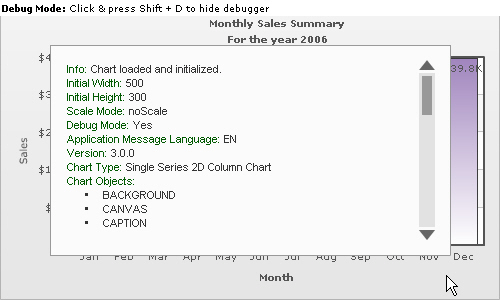 Debug Mode: Click & press Shift + D to hide debugger
Monthly Sales Summary
For the year 2006
$4
39.8K
Info: Chart loaded and initialized.
Initial Width: 500
Initial Height: 300
Scale Mode: noScale
Debug Mode: Yes
Application Message Language: EN
Version: 3.0.0
Chart Type: Single Series 2D Column Chart
Chart Objects:
• BACKGROUND
• CANVAS
• CAPTION
$3
$2
$1
$
Sales
Jan Feb Mar Apr May Jun Jul Aug Sep Oct Nov Dec
Month